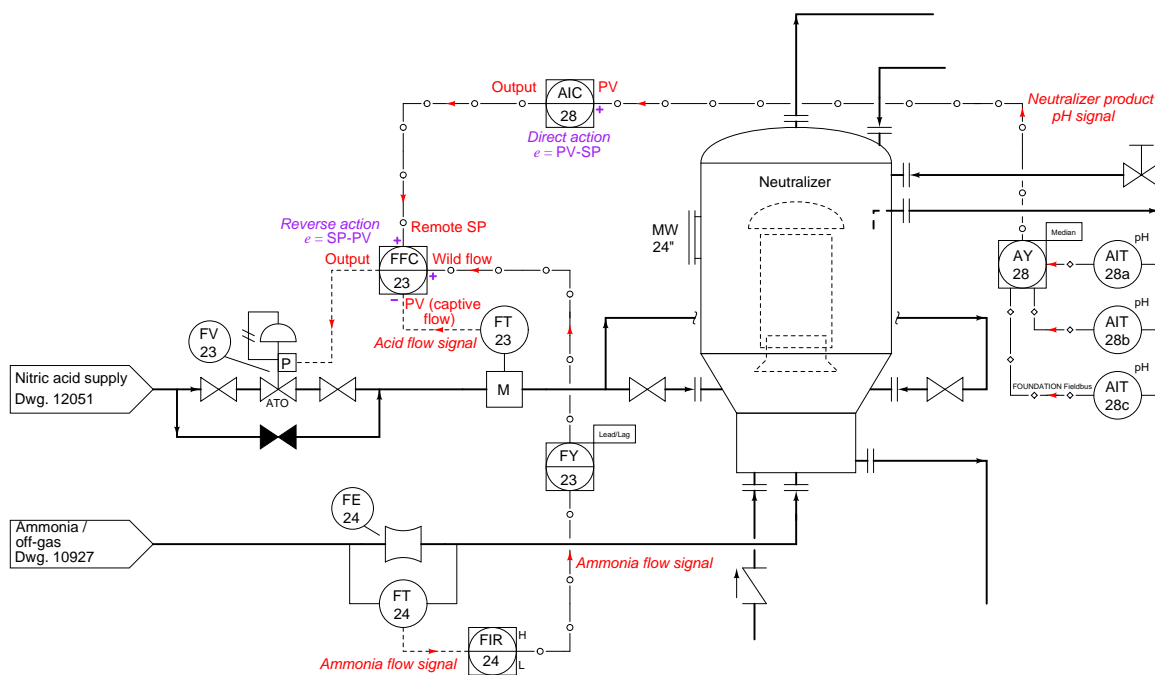 Output
PV
AIC
28
+
Direct action
e = PV-SP
Neutralizer product
pH signal
Neutralizer
MW
24"
Reverse action
e = SP-PV
+
Remote SP
Output
FFC
23
Wild flow
+
–
PV (captive
flow)
Acid flow signal
FT
23
Median
AY
28
pH
AIT
28a
pH
AIT
28b
pH
AIT
28c
FOUNDATION Fieldbus
FV
23
P
ATO
Nitric acid supply
Dwg. 12051
M
Lead/Lag
FY
23
FE
24
Ammonia /
off-gas
Dwg. 10927
Ammonia flow signal
FT
24
Ammonia flow signal
FIR
24
H
L